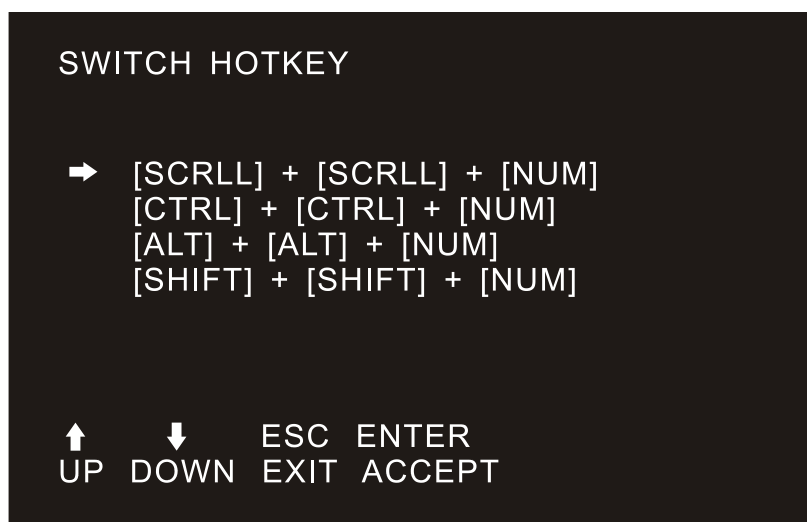 SWITCH HOTKEY
➡ [SCRLL] + [SCRLL] + [NUM]
[CTRL] + [CTRL] + [NUM]
[ALT] + [ALT] + [NUM]
[SHIFT] + [SHIFT] + [NUM]
⬆ ⬇ ESC ENTER
UP DOWN EXIT ACCEPT